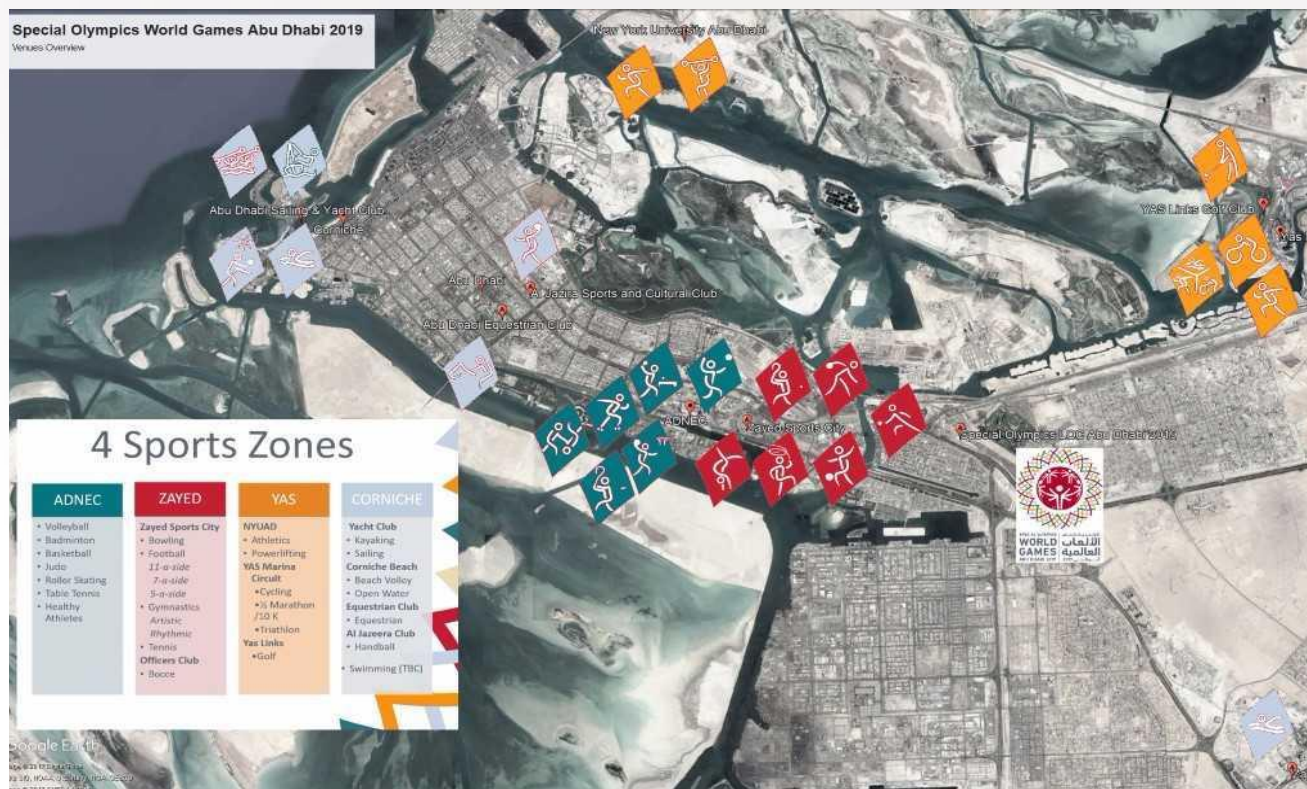 Special Olympics World Games Abu Dhabi 2019
Venues Overview
New York University Abu Dhabi
YAS Links Golf Club
Yas
Abu Dhabi Sailing & Yacht Club
Corniche
Abu Dhabi
Al Jazira Sports and Cultural Club
Abu Dhabi Equestrian Club
ADNEC
Zayed Sports City
Special Olympics LOC Abu Dhabi 2019
WORLD
GAMES
الألعاب
العالمية
4 Sports Zones
ADNEC
• Volleyball
• Badminton
• Basketball
• Judo
• Roller Skating
• Table Tennis
• Healthy
Athletes
ZAYED
Zayed Sports City
• Bowling
• Football
11-a-side
7-a-side
5-a-side
• Gymnastics
Artistic
Rhythmic
• Tennis
Officers Club
• Bocce
YAS
NYUAD
• Athletics
• Powerlifting
YAS Marina
Circuit
•Cycling
•½ Marathon
/10 K
•Triathlon
Yas Links
•Golf
CORNICHE
Yacht Club
• Kayaking
• Sailing
Corniche Beach
• Beach Volley
• Open Water
Equestrian Club
• Equestrian
Al Jazeera Club
• Handball
• Swimming (TBC)
Google Earth